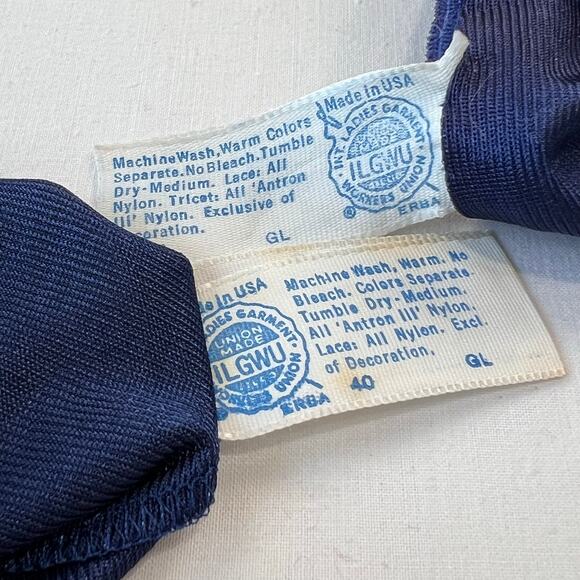 Made in USA
Machine Wash, Warm Colors
Separate. No Bleach. Tumble
Dry-Medium. Lace: All
Nylon. Tricot: All 'Antron
III' Nylon. Exclusive of
ecoration.
GL
INT. LADIES GARMENT
ILGWU
WORKERS UNION
®
ERBA
ade in USA
Machine Wash, Warm. No
Bleach. Colors Separate.
Tumble Dry-Medium.
All 'Antron III' Nylon.
Lace: All Nylon. Excl.
of Decoration.
GL
LADIES GARMENT
UNION
MADE
ILGWU
WORKERS UNION
ERBA
40